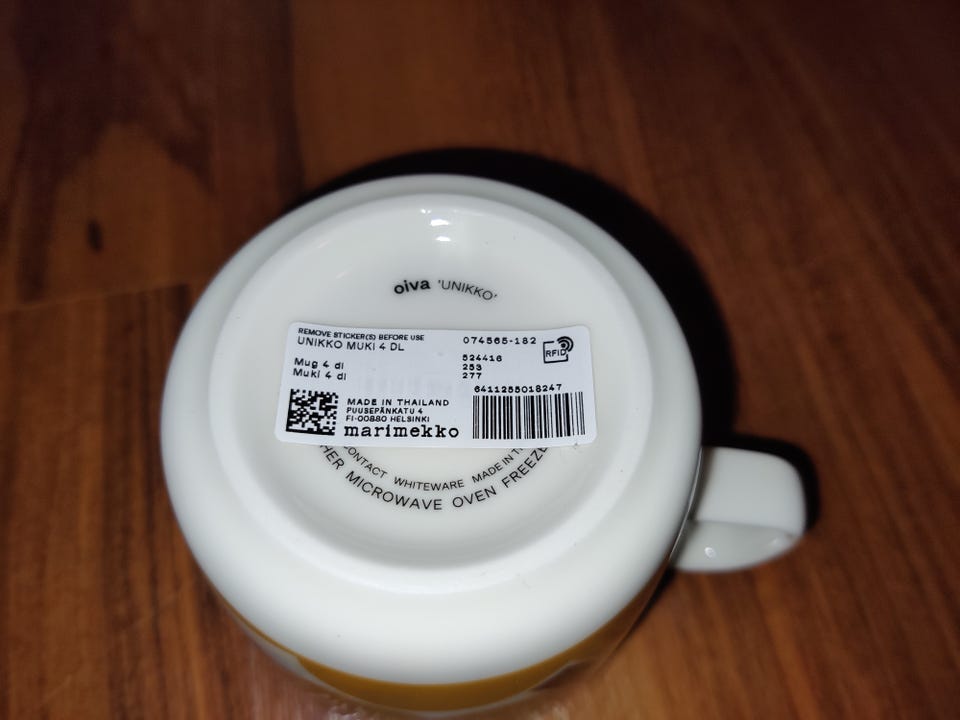 oiva 'UNIKKO'
REMOVE STICKER(S) BEFORE USE
UNIKKO MUKI 4 DL
074565-182
RFID
Mug 4 dl
Muki 4 dl
524416
253
277
6411255018247
MADE IN THAILAND
PUUSEPÄNKATU 4
FI-00880 HELSINKI
marimekko
CONTACT WHITEWARE MADE IN T
HER MICROWAVE OVEN FREEZE